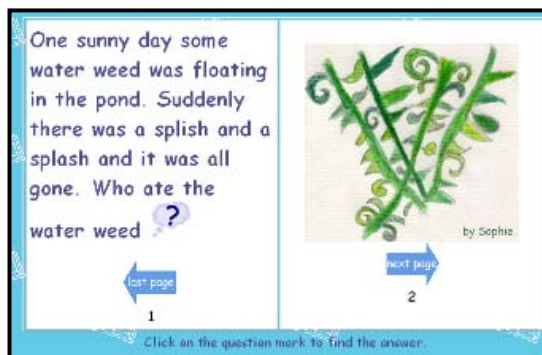 One sunny day some
water weed was floating
in the pond. Suddenly
there was a splish and a
splash and it was all
gone. Who ate the
water weed ?
last page
1
by Sophie
next page
2
Click on the question mark to find the answer.